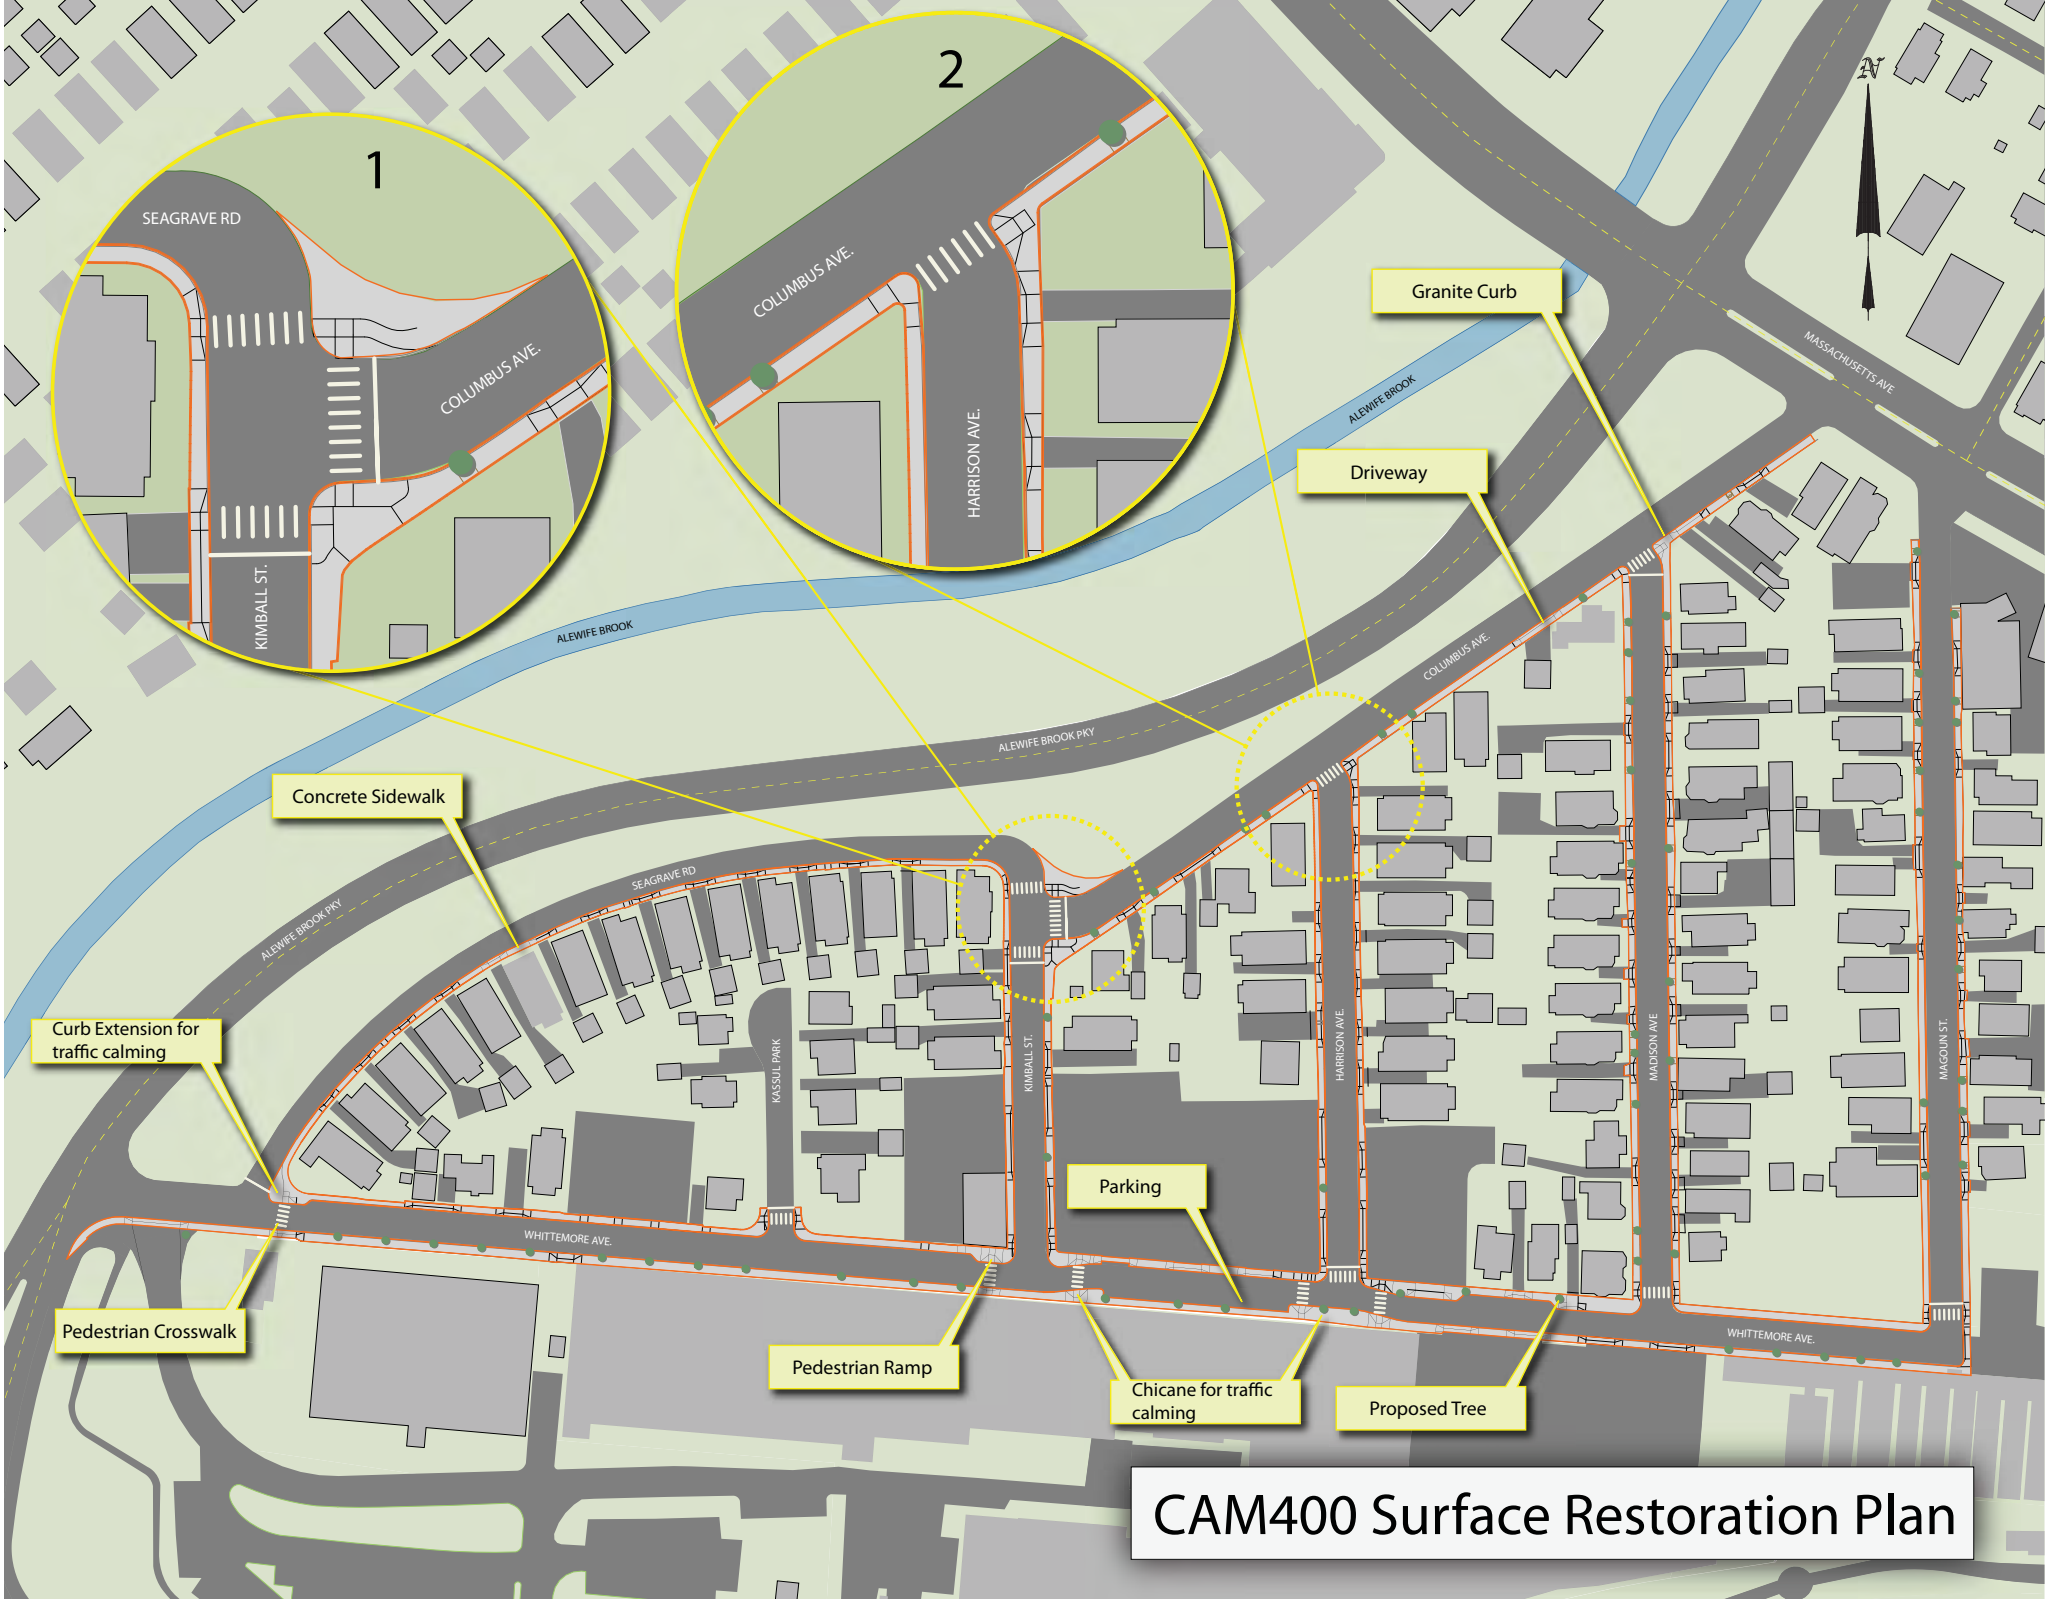 1
2
SEAGRAVE RD
COLUMBUS AVE.
KIMBALL ST.
COLUMBUS AVE.
HARRISON AVE.
N
Granite Curb
MASSACHUSETTS AVE
ALEWIFE BROOK
Driveway
ALEWIFE BROOK
COLUMBUS AVE.
ALEWIFE BROOK PKY
Concrete Sidewalk
SEAGRAVE RD
ALEWIFE BROOK PKY
Curb Extension for
traffic calming
KASSUL PARK
KIMBALL ST.
HARRISON AVE.
MADISON AVE
MAGOUN ST.
Parking
WHITTEMORE AVE.
WHITTEMORE AVE.
Pedestrian Crosswalk
Pedestrian Ramp
Chicane for traffic
calming
Proposed Tree
CAM400 Surface Restoration Plan